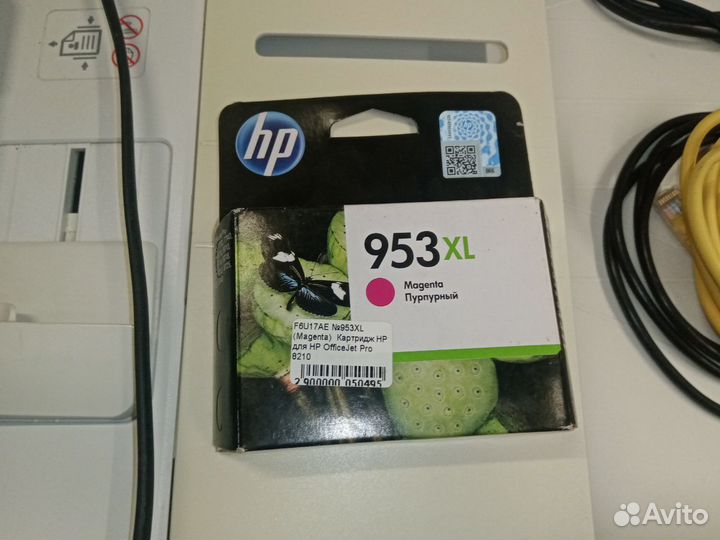 hp
953XL
Magenta
Пурпурный
F6U17AE №953XL
(Magenta) Картридж HP
для HP OfficeJet Pro
8210
2 900000 050495
Avito